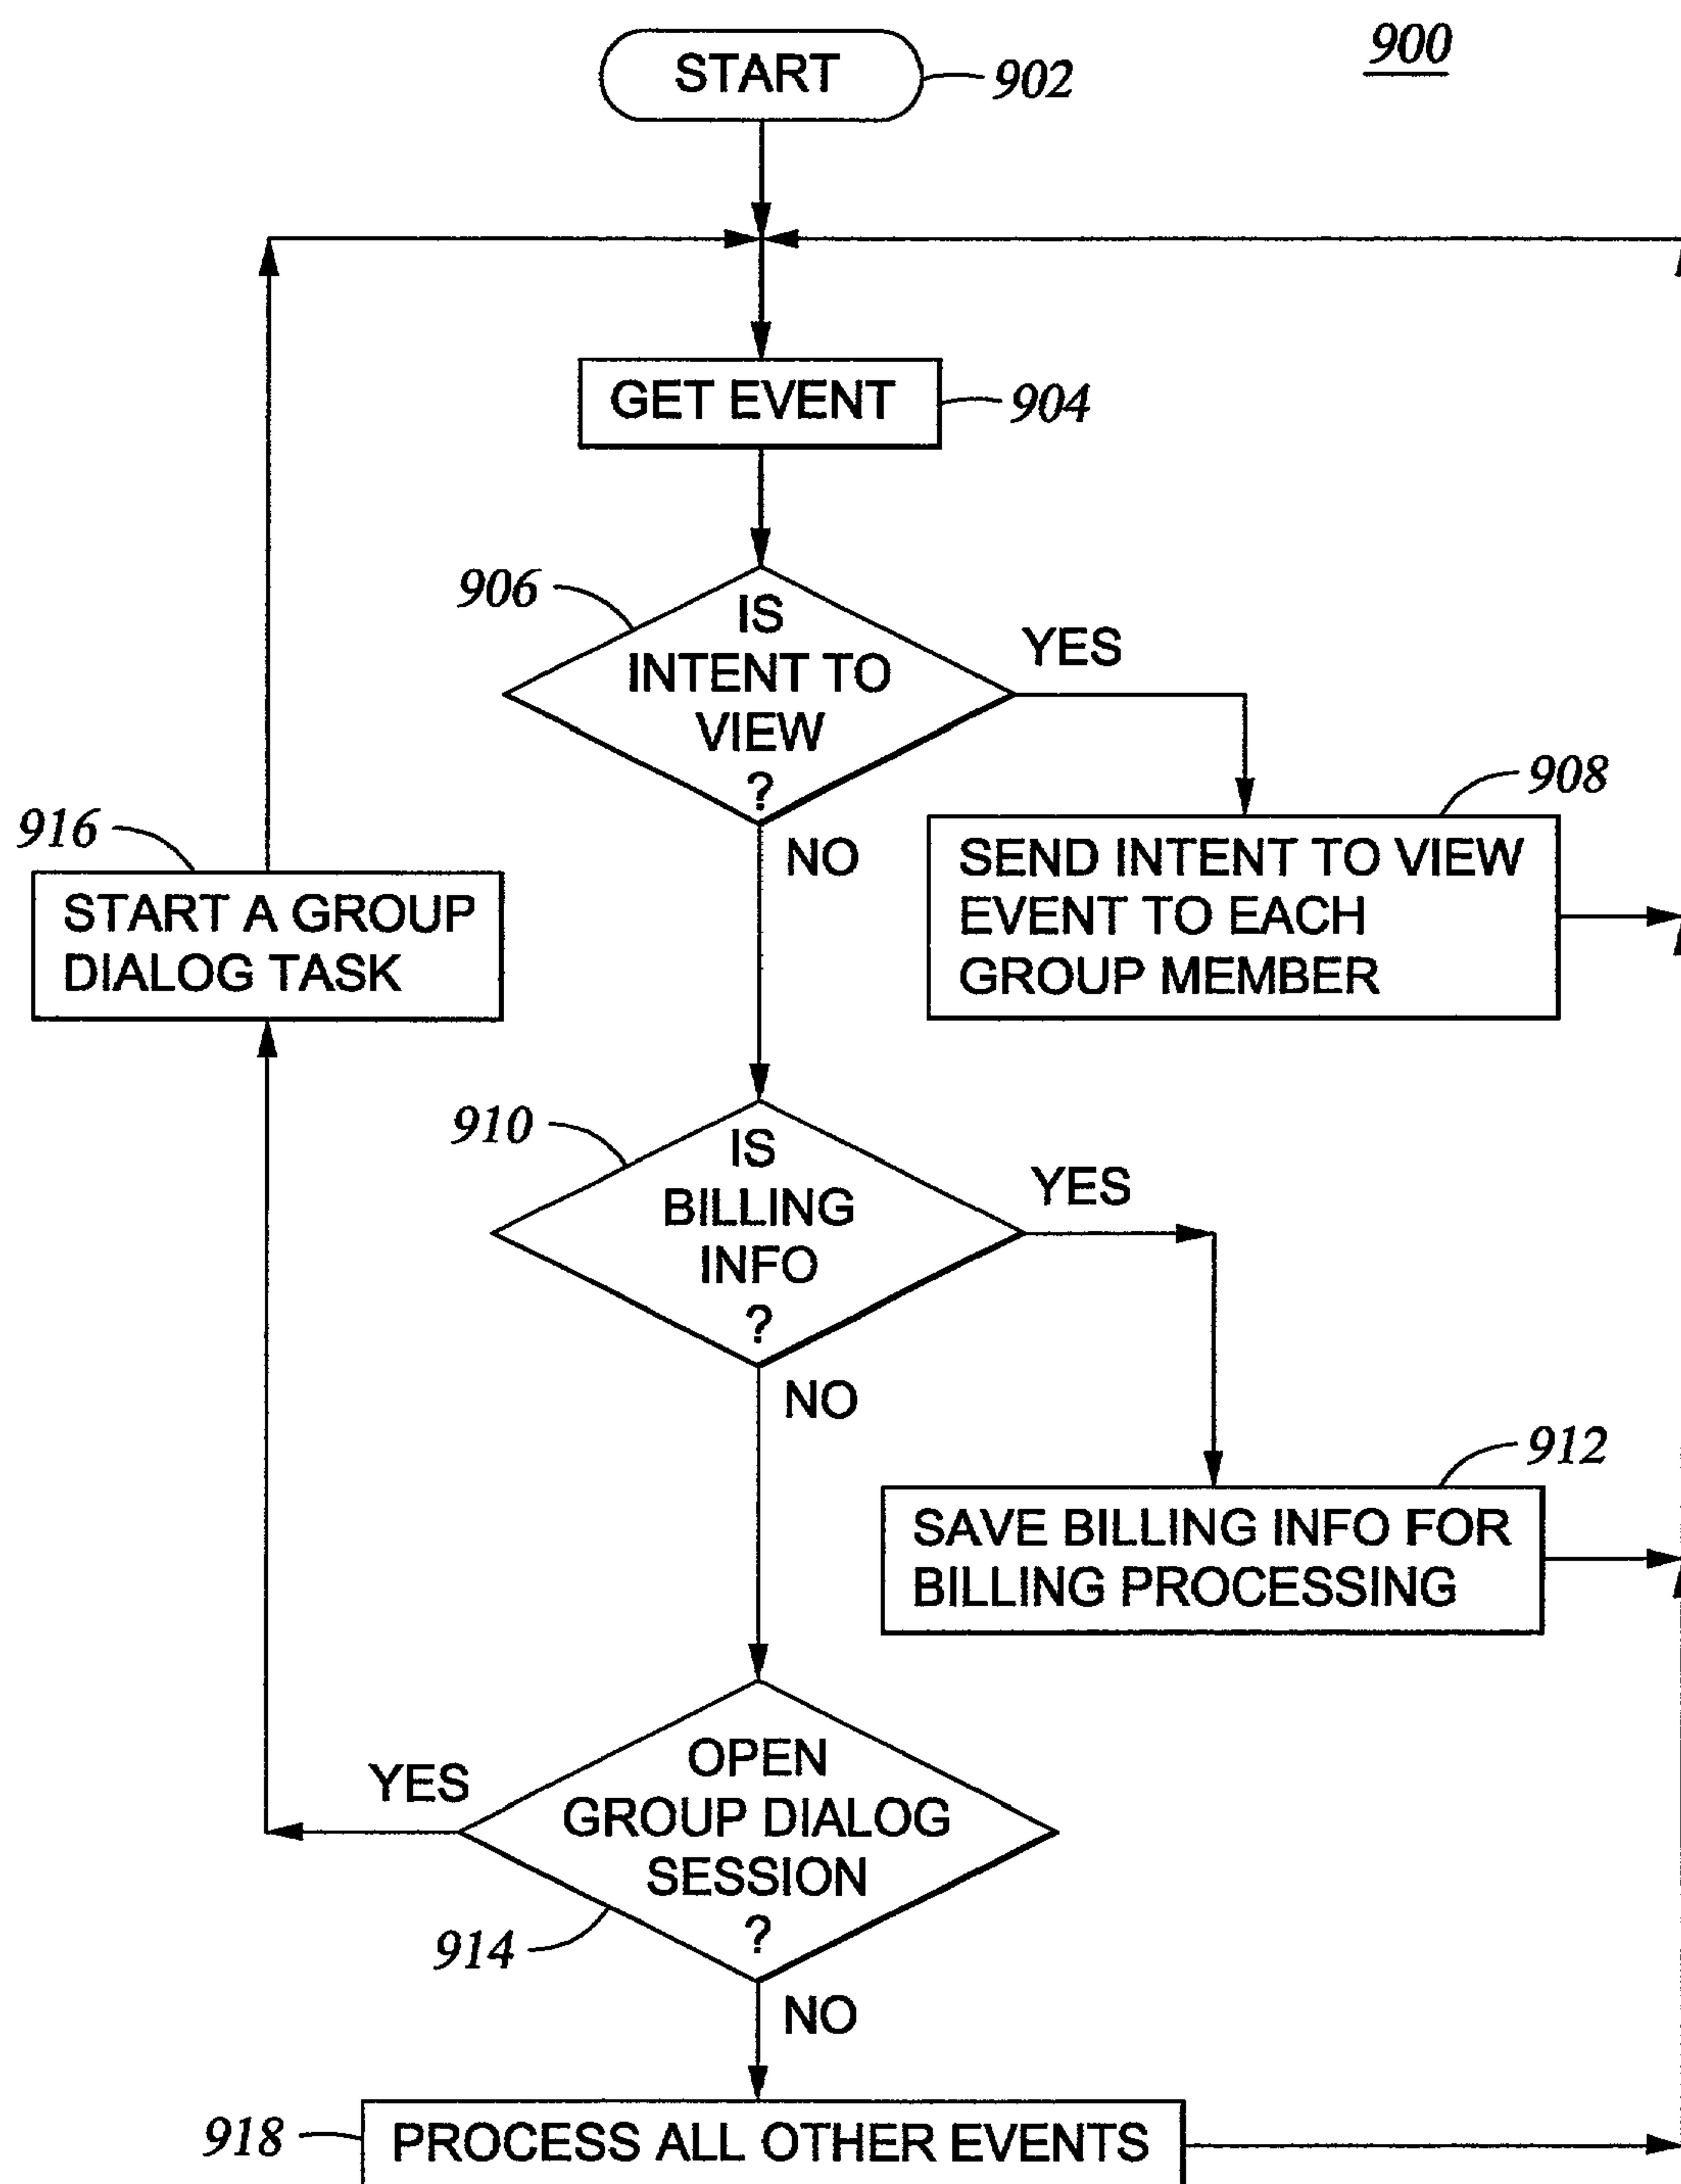 900
START
902
GET EVENT
904
906
IS
INTENT TO
VIEW
?
YES
NO
908
SEND INTENT TO VIEW
EVENT TO EACH
GROUP MEMBER
916
START A GROUP
DIALOG TASK
910
IS
BILLING
INFO
?
YES
NO
912
SAVE BILLING INFO FOR
BILLING PROCESSING
OPEN
GROUP DIALOG
SESSION
?
YES
914
NO
918
PROCESS ALL OTHER EVENTS